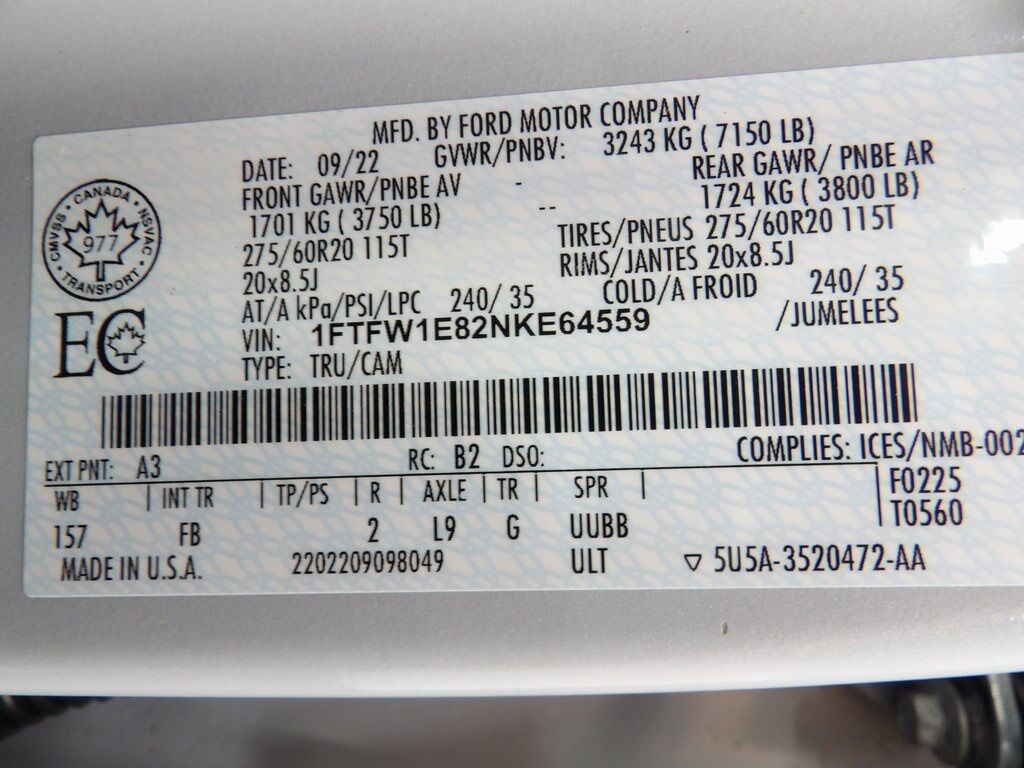 MFD. BY FORD MOTOR COMPANY
DATE: 09/22 GVWR/PNBV: 3243 KG ( 7150 LB)
FRONT GAWR/PNBE AV - REAR GAWR/ PNBE AR
1701 KG ( 3750 LB) -- 1724 KG ( 3800 LB)
275/60R20 115T TIRES/PNEUS 275/60R20 115T
20x8.5J RIMS/JANTES 20x8.5J
AT/A kPa/PSI/LPC 240/ 35 COLD/A FROID 240/ 35
VIN: 1FTFW1E82NKE64559 /JUMELEES
TYPE: TRU/CAM
CANADA
CMVSS • NSVAC
977
TRANSPORT
EC
EXT PNT: A3 RC: B2 DSO: COMPLIES: ICES/NMB-002
WB | INT TR | TP/PS | R | AXLE | TR | SPR | F0225
157 FB 2 L9 G UUBB T0560
MADE IN U.S.A. 2202209098049 ULT ▽ 5U5A-3520472-AA